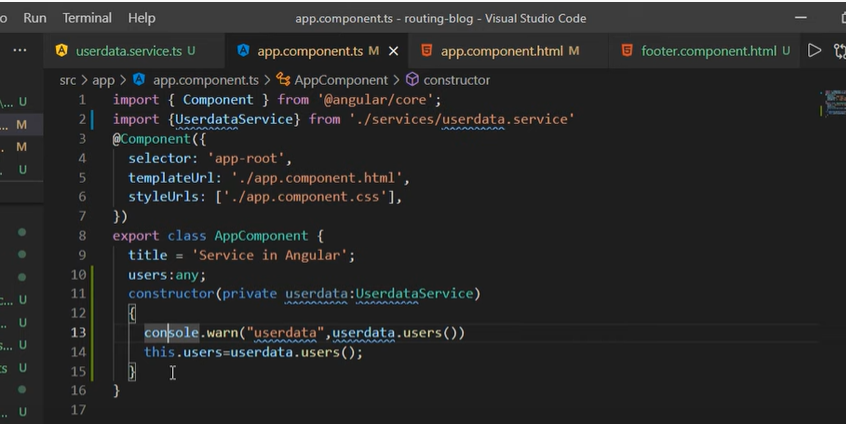 o Run Terminal Help app.component.ts - routing-blog - Visual Studio Code
... userdata.service.ts U app.component.ts M app.component.html M footer.component.html U
src > app > app.component.ts > AppComponent > constructor
\... U
... M
. M
. U
c... U
.. U
s... U
ts U
.. U
1 import { Component } from '@angular/core';
2 import {UserdataService} from './services/userdata.service'
3 @Component({
4 selector: 'app-root',
5 templateUrl: './app.component.html',
6 styleUrls: ['./app.component.css'],
7 })
8 export class AppComponent {
9 title = 'Service in Angular';
10 users:any;
11 constructor(private userdata:UserdataService)
12 {
13 console.warn("userdata",userdata.users())
14 this.users=userdata.users();
15 }
16 }
17